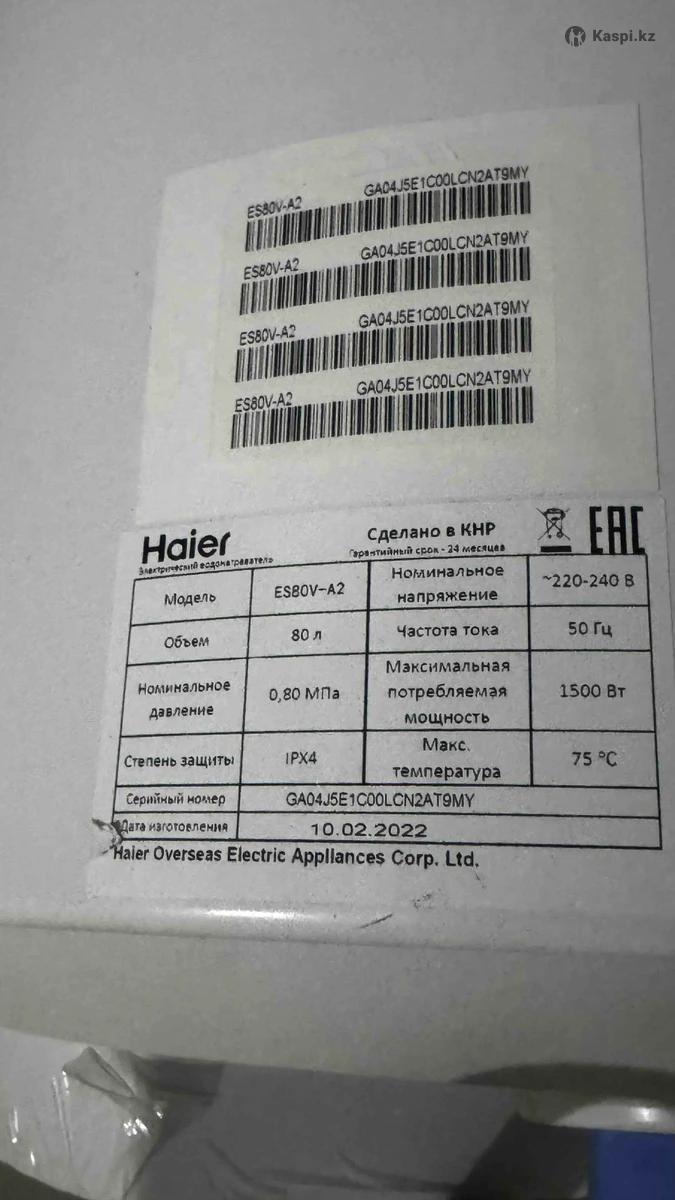 Kaspi.kz
ES80V-A2 GA04J5E1C00LCN2AT9MY
ES80V-A2 GA04J5E1C00LCN2AT9MY
ES80V-A2 GA04J5E1C00LCN2AT9MY
ES80V-A2 GA04J5E1C00LCN2AT9MY
Haier
Электрический водонагреватель
Сделано в КНР
Гарантийный срок - 24 месяцев
EAC
Модель ES80V-A2 Номинальное напряжение ~220-240 В
Объем 80 л Частота тока 50 Гц
Номинальное давление 0,80 МПа Максимальная потребляемая мощность 1500 Вт
Степень защиты IPX4 Макс. температура 75 °C
Серийный номер GA04J5E1C00LCN2AT9MY
Дата изготовления 10.02.2022
Haier Overseas Electric Appliances Corp. Ltd.